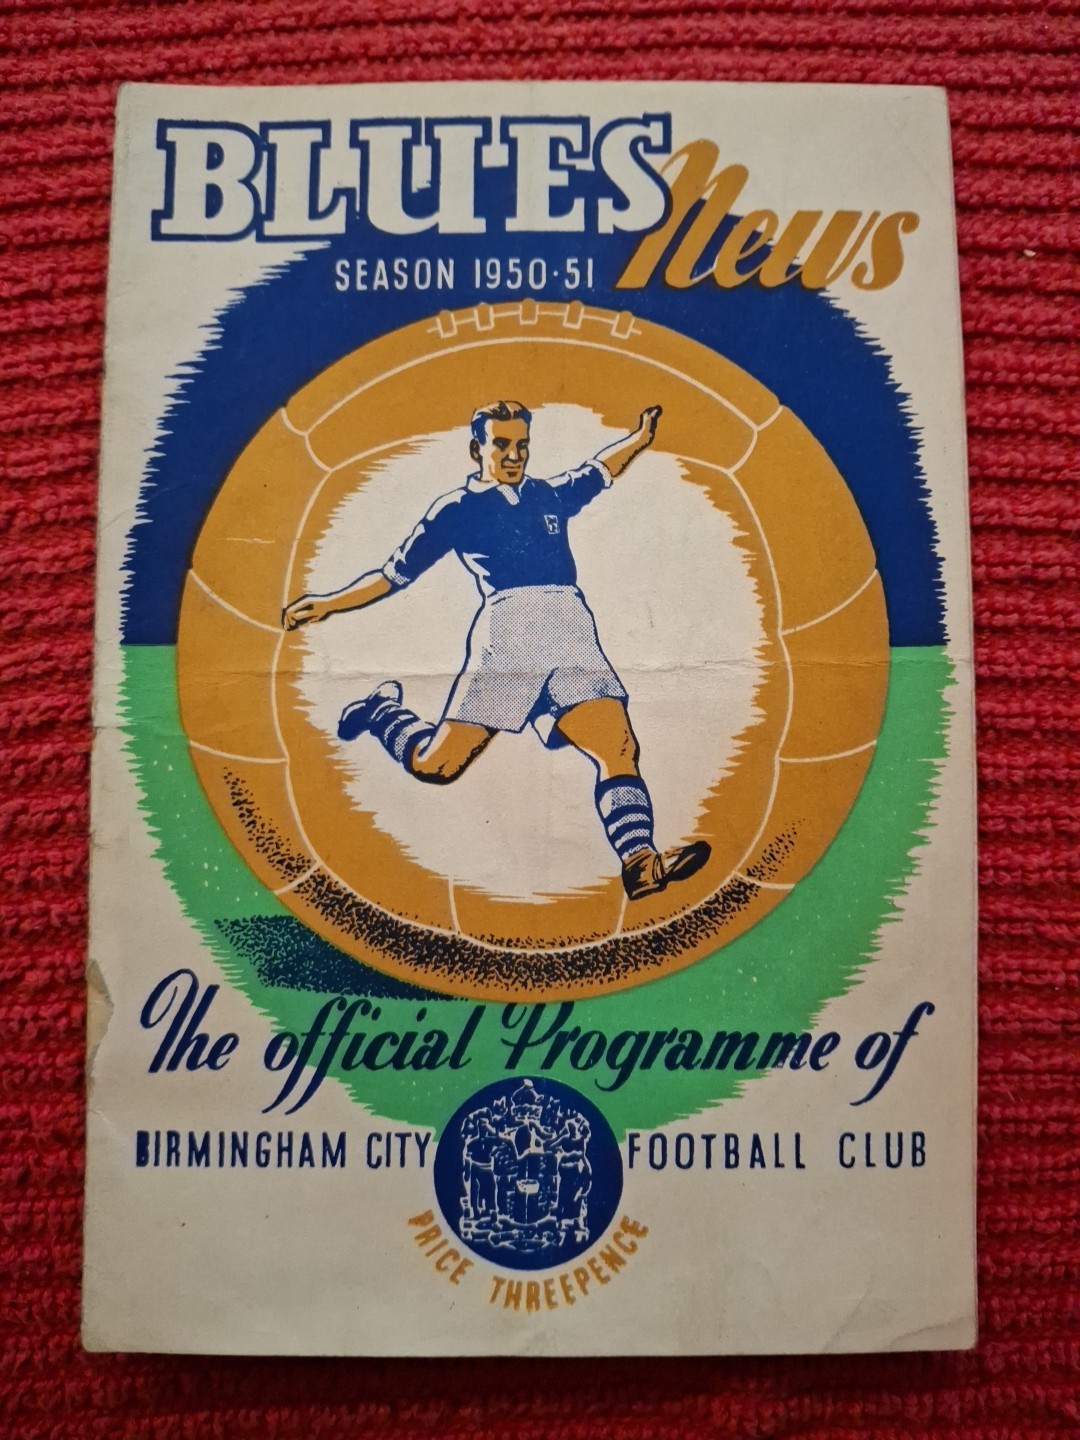 BLUES News
SEASON 1950·51
The official Programme of
BIRMINGHAM CITY FOOTBALL CLUB
PRICE THREEPENCE